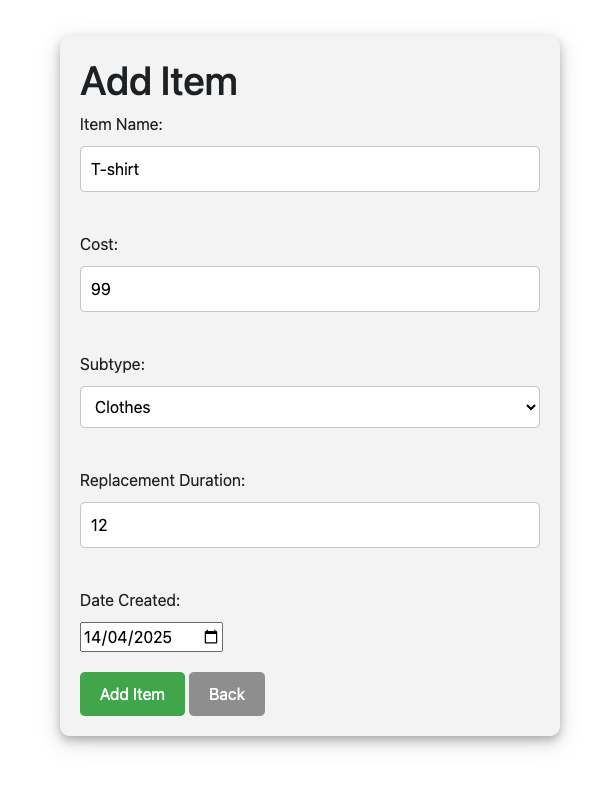 Add Item
Item Name:
T-shirt
Cost:
99
Subtype:
Clothes
Replacement Duration:
12
Date Created:
14/04/2025
Add Item Back